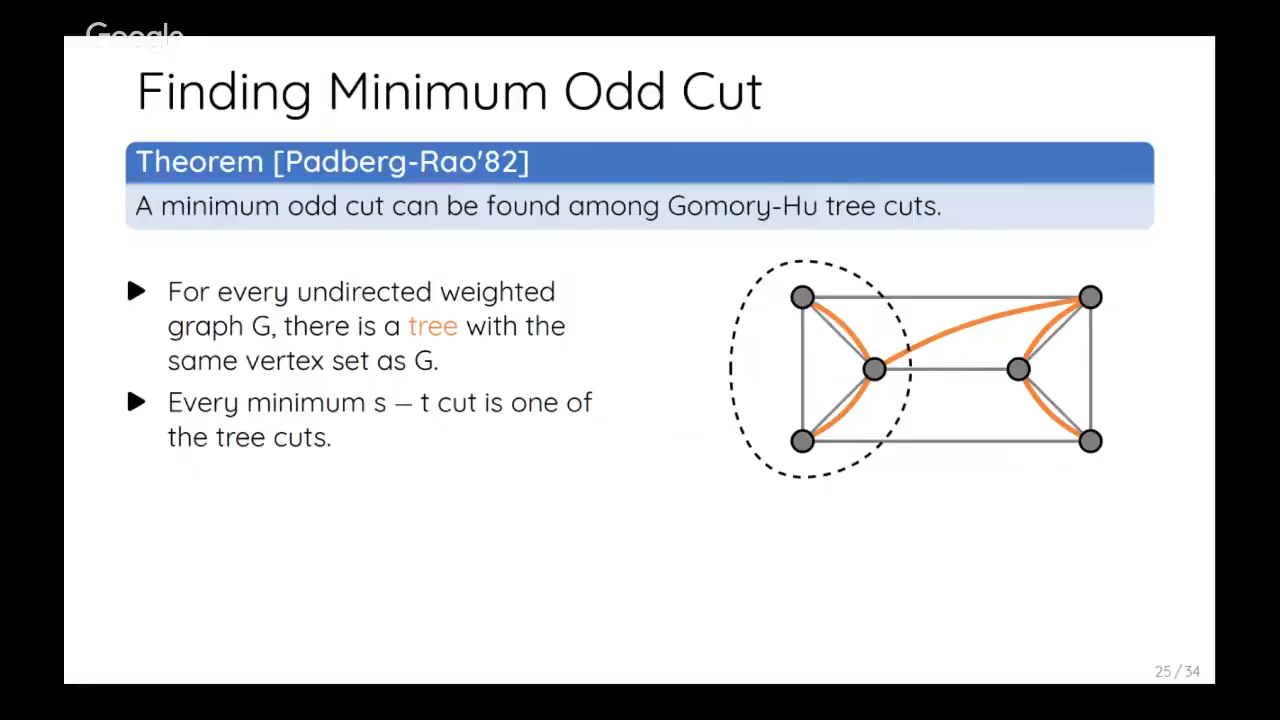 Google
Finding Minimum Odd Cut
Theorem [Padberg-Rao'82]
A minimum odd cut can be found among Gomory-Hu tree cuts.
For every undirected weighted
graph G, there is a tree with the
same vertex set as G.
Every minimum s – t cut is one of
the tree cuts.
25 / 34